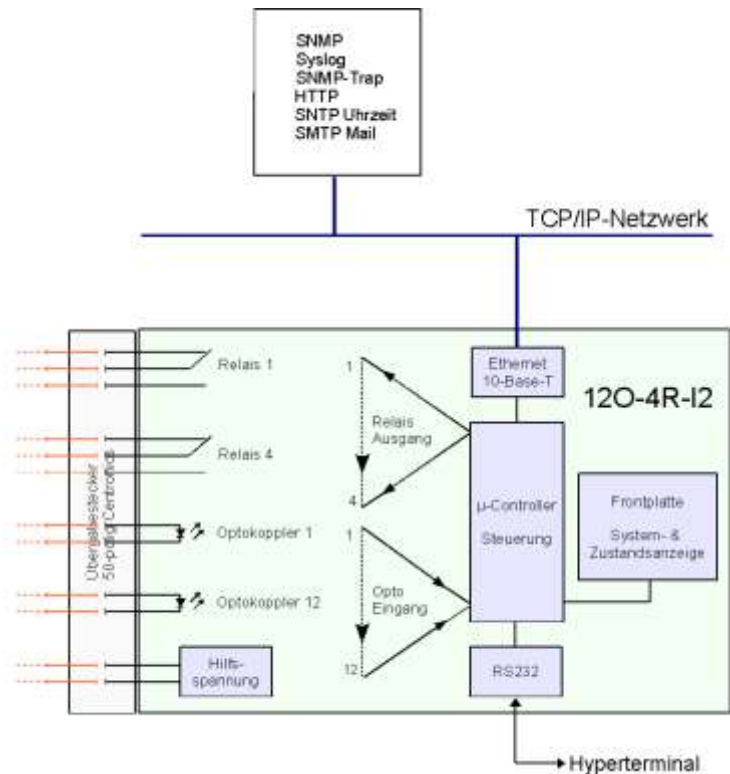 SNMP
Syslog
SNMP-Trap
HTTP
SNTP Uhrzeit
SMTP Mail
TCP/IP-Netzwerk
Übergabestecker
50-polig Centronics
Relais 1
1
Ethernet
10-Base-T
12O-4R-I2
Relais
Ausgang
Relais 4
4
µ-Controller
Steuerung
Frontplatte
System- &
Zustandsanzeige
Optokoppler 1
1
Optokoppler 12
Opto
Eingang
12
Hilfs-
spannung
RS232
Hyperterminal